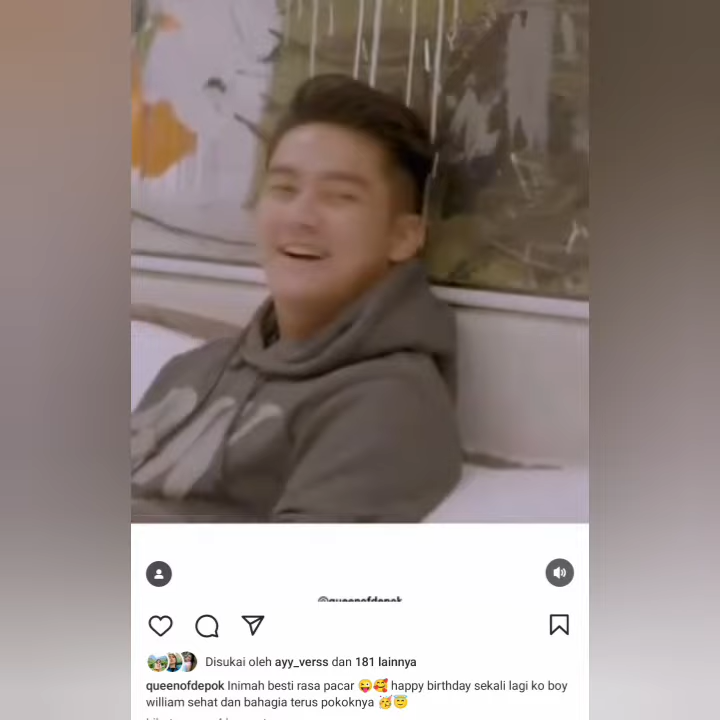 @queenofdepok
Disukai oleh ayy_verss dan 181 lainnya
queenofdepok Inimah besti rasa pacar 😜🥰 happy birthday sekali lagi ko boy
william sehat dan bahagia terus pokoknya 🥳😇